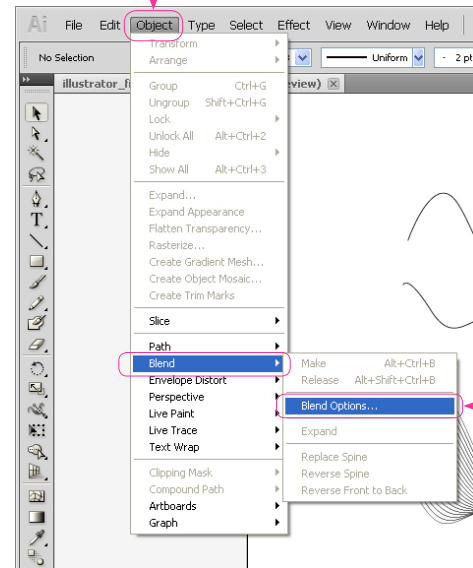 Ai File Edit Object Type Select Effect View Window Help
No Selection Uniform 2 pt
illustrator_fi eview)
Transform
Arrange
Group Ctrl+G
Ungroup Shift+Ctrl+G
Lock
Unlock All Alt+Ctrl+2
Hide
Show All Alt+Ctrl+3
Expand...
Expand Appearance
Flatten Transparency...
Rasterize...
Create Gradient Mesh...
Create Object Mosaic...
Create Trim Marks
Slice
Path
Blend
Envelope Distort
Perspective
Live Paint
Live Trace
Text Wrap
Clipping Mask
Compound Path
Artboards
Graph
Make Alt+Ctrl+B
Release Alt+Shift+Ctrl+B
Blend Options...
Expand
Replace Spine
Reverse Spine
Reverse Front to Back